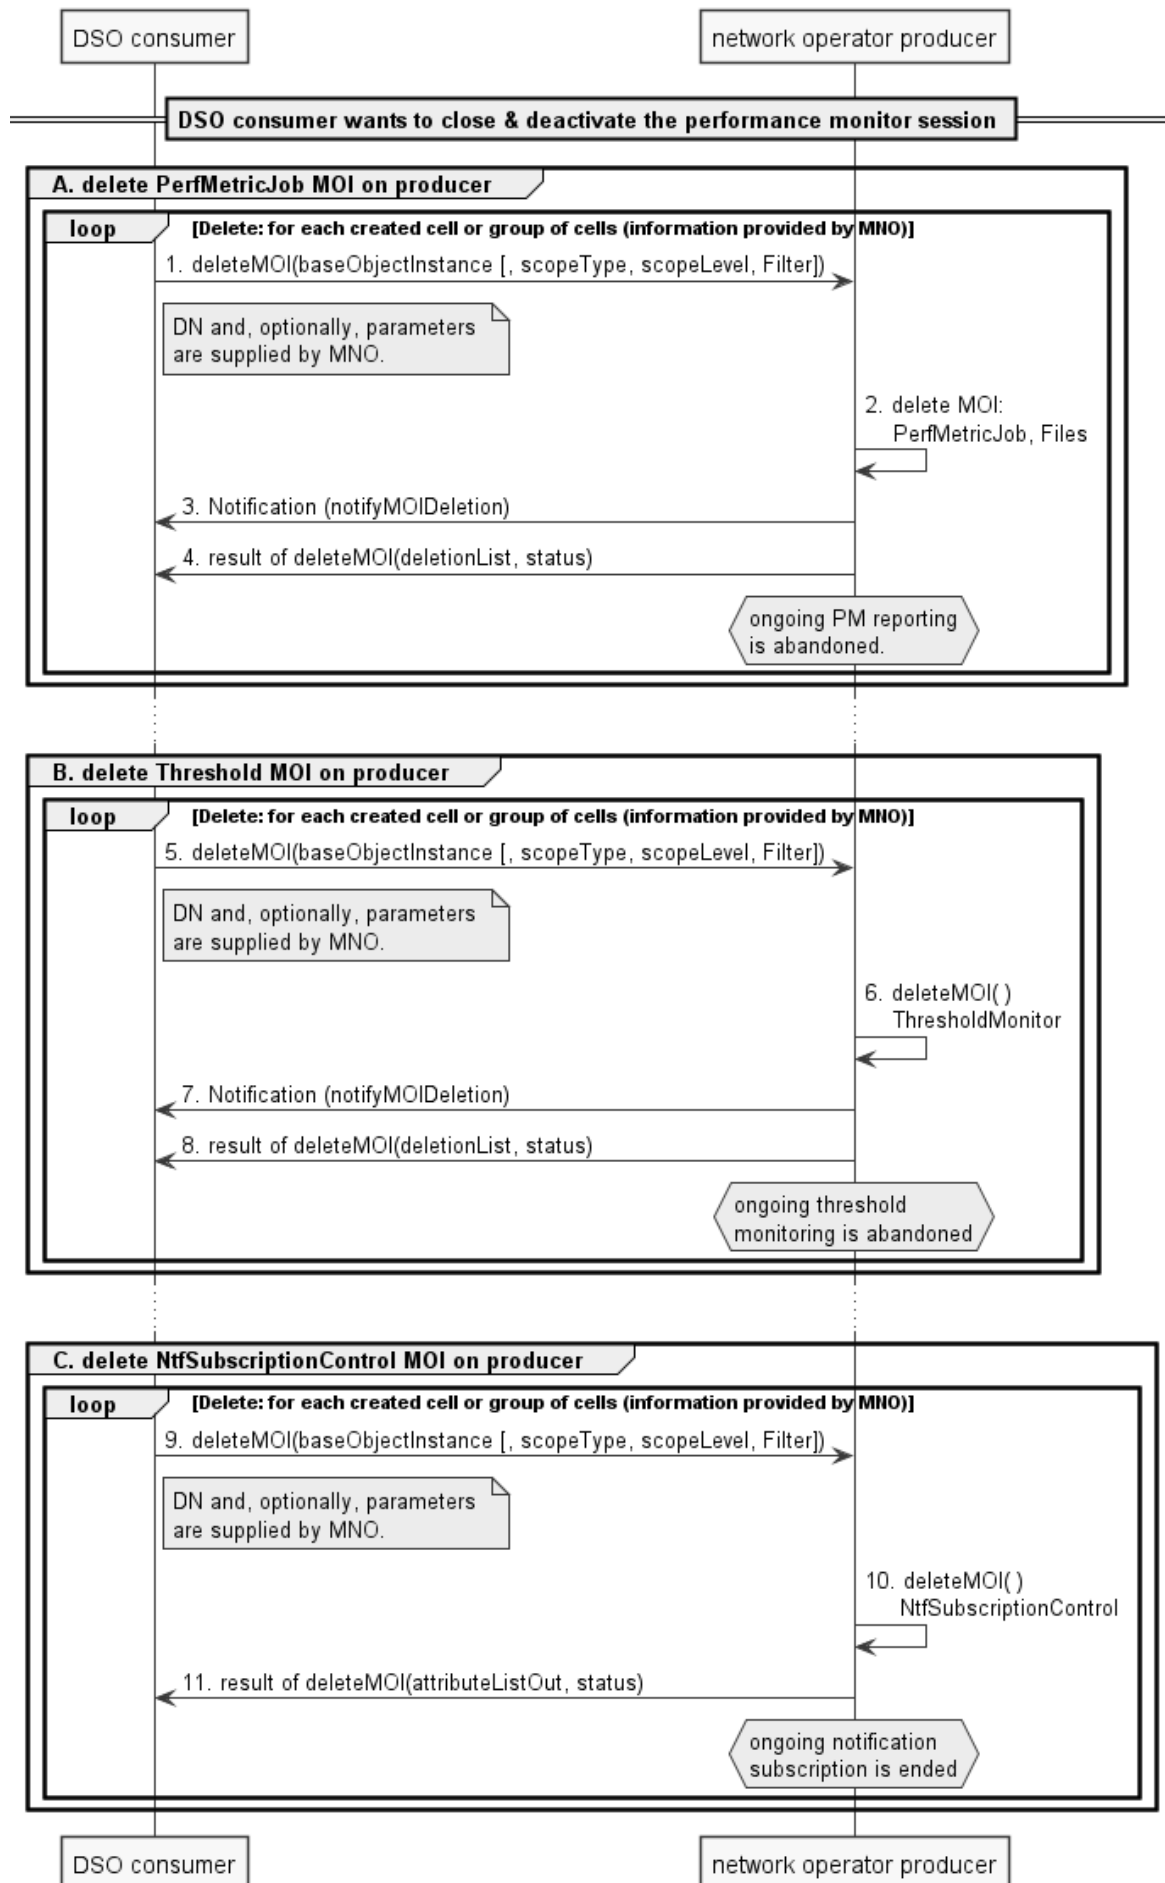 DSO consumer
network operator producer
DSO consumer wants to close & deactivate the performance monitor session
A. delete PerfMetricJob MOI on producer
loop
[Delete: for each created cell or group of cells (information provided by MNO)]
1. deleteMOI(baseObjectInstance [, scopeType, scopeLevel, Filter])
DN and, optionally, parameters
are supplied by MNO.
2. delete MOI:
PerfMetricJob, Files
3. Notification (notifyMOIDeletion)
4. result of deleteMOI(deletionList, status)
ongoing PM reporting
is abandoned.
B. delete Threshold MOI on producer
loop
[Delete: for each created cell or group of cells (information provided by MNO)]
5. deleteMOI(baseObjectInstance [, scopeType, scopeLevel, Filter])
DN and, optionally, parameters
are supplied by MNO.
6. deleteMOI( )
ThresholdMonitor
7. Notification (notifyMOIDeletion)
8. result of deleteMOI(deletionList, status)
ongoing threshold
monitoring is abandoned
C. delete NtfSubscriptionControl MOI on producer
loop
[Delete: for each created cell or group of cells (information provided by MNO)]
9. deleteMOI(baseObjectInstance [, scopeType, scopeLevel, Filter])
DN and, optionally, parameters
are supplied by MNO.
10. deleteMOI( )
NtfSubscriptionControl
11. result of deleteMOI(attributeListOut, status)
ongoing notification
subscription is ended
DSO consumer
network operator producer